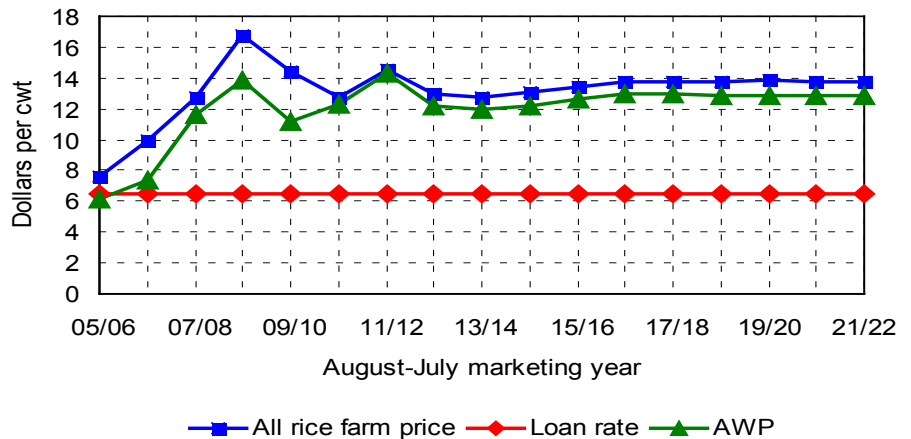 18
16
14
12
10
8
6
4
2
0
Dollars per cwt
05/06 07/08 09/10 11/12 13/14 15/16 17/18 19/20 21/22
August-July marketing year
All rice farm price Loan rate AWP